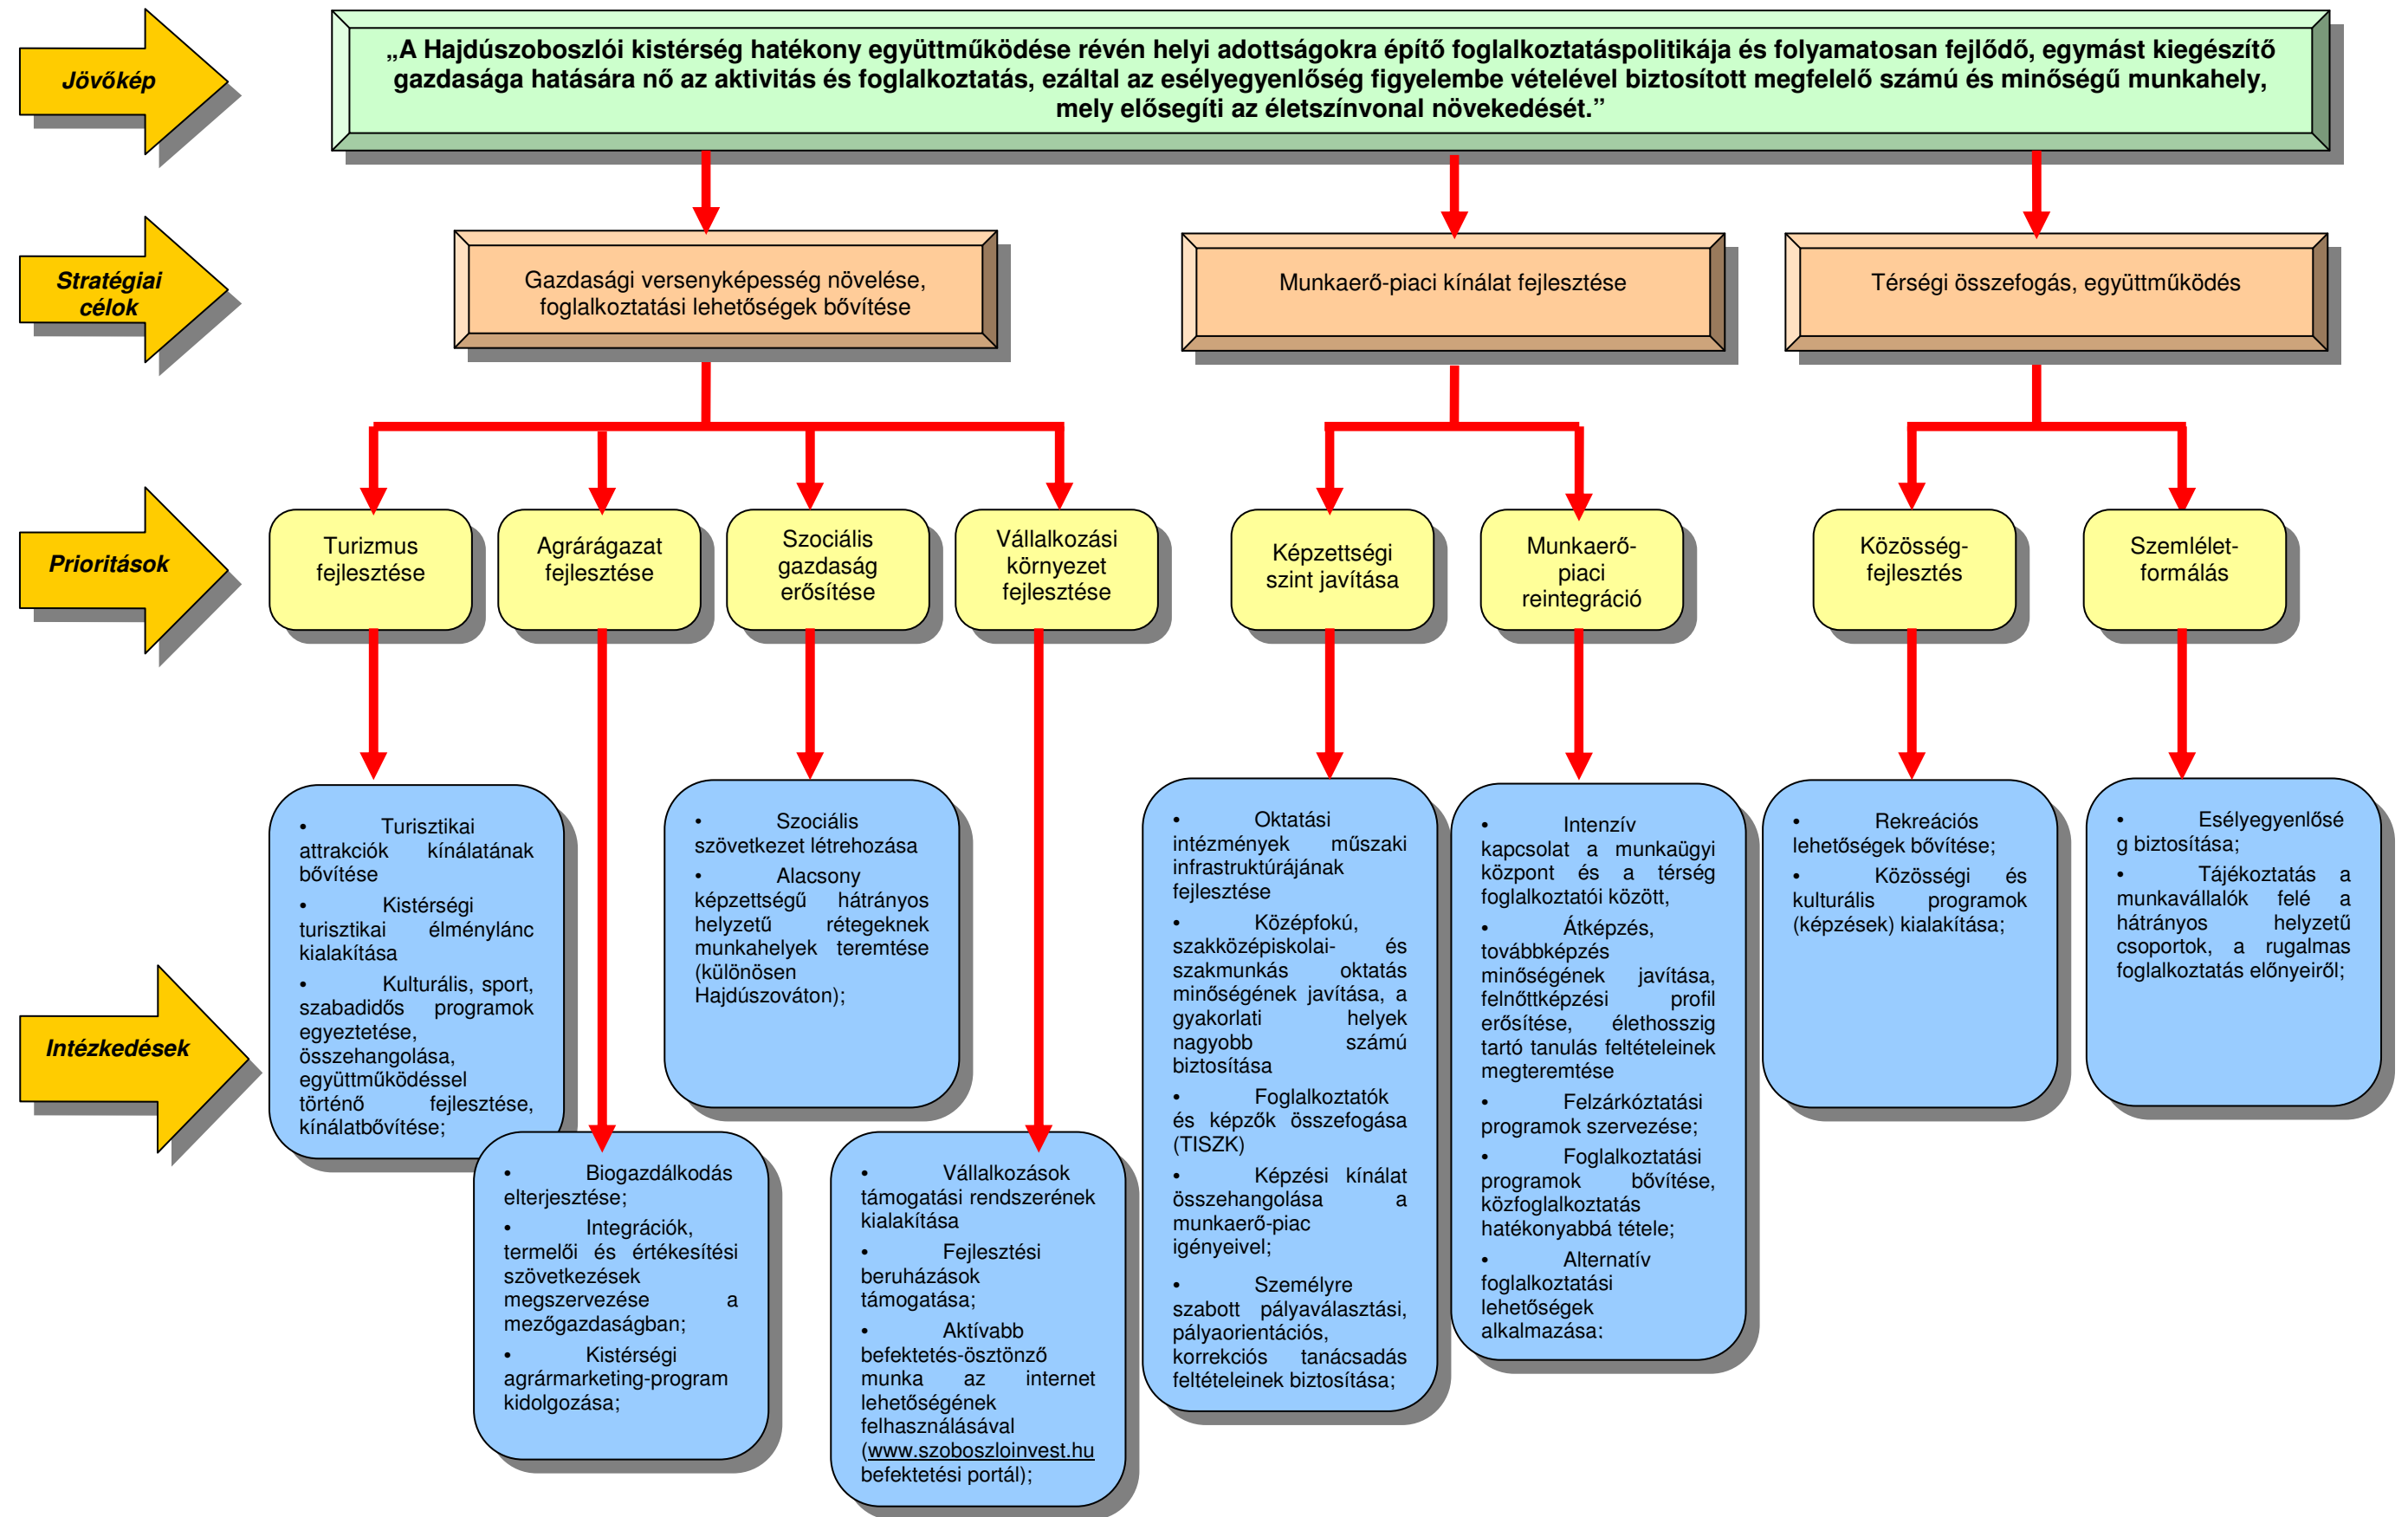 Jövőkép
„A Hajdúszoboszlói kistérség hatékony együttműködése révén helyi adottságokra építő foglalkoztatáspolitikája és folyamatosan fejlődő, egymást kiegészítő
gazdasága hatására nő az aktivitás és foglalkoztatás, ezáltal az esélyegyenlőség figyelembe vételével biztosított megfelelő számú és minőségű munkahely,
mely elősegíti az életszínvonal növekedését.”
Stratégiai
célok
Gazdasági versenyképesség növelése,
foglalkoztatási lehetőségek bővítése
Munkaerő-piaci kínálat fejlesztése
Térségi összefogás, együttműködés
Prioritások
Turizmus
fejlesztése
Agrárágazat
fejlesztése
Szociális
gazdaság
erősítése
Vállalkozási
környezet
fejlesztése
Képzettségi
szint javítása
Munkaerő-
piaci
reintegráció
Közösség-
fejlesztés
Szemlélet-
formálás
Intézkedések
• Turisztikai
attrakciók kínálatának
bővítése
• Kistérségi
turisztikai élménylánc
kialakítása
• Kulturális, sport,
szabadidős programok
egyeztetése,
összehangolása,
együttműködéssel
történő fejlesztése,
kínálatbővítése;
• Biogazdálkodás
elterjesztése;
• Integrációk,
termelői és értékesítési
szövetkezések
megszervezése a
mezőgazdaságban;
• Kistérségi
agrármarketing-program
kidolgozása;
• Szociális
szövetkezet létrehozása
• Alacsony
képzettségű hátrányos
helyzetű rétegeknek
munkahelyek teremtése
(különösen
Hajdúszováton);
• Vállalkozások
támogatási rendszerének
kialakítása
• Fejlesztési
beruházások
támogatása;
• Aktívabb
befektetés-ösztönző
munka az internet
lehetőségének
felhasználásával
(www.szoboszloinvest.hu
befektetési portál);
• Oktatási
intézmények műszaki
infrastruktúrájának
fejlesztése
• Középfokú,
szakközépiskolai- és
szakmunkás oktatás
minőségének javítása, a
gyakorlati helyek
nagyobb számú
biztosítása
• Foglalkoztatók
és képzők összefogása
(TISZK)
• Képzési kínálat
összehangolása a
munkaerő-piac
igényeivel;
• Személyre
szabott pályaválasztási,
pályaorientációs,
korrekciós tanácsadás
feltételeinek biztosítása;
• Intenzív
kapcsolat a munkaügyi
központ és a térség
foglalkoztatói között,
• Átképzés,
továbbképzés
minőségének javítása,
felnőttképzési profil
erősítése, élethosszig
tartó tanulás feltételeinek
megteremtése
• Felzárkóztatási
programok szervezése;
• Foglalkoztatási
programok bővítése,
közfoglalkoztatás
hatékonyabbá tétele;
• Alternatív
foglalkoztatási
lehetőségek
alkalmazása;
• Rekreációs
lehetőségek bővítése;
• Közösségi és
kulturális programok
(képzések) kialakítása;
• Esélyegyenlősé
g biztosítása;
• Tájékoztatás a
munkavállalók felé a
hátrányos helyzetű
csoportok, a rugalmas
foglalkoztatás előnyeiről;